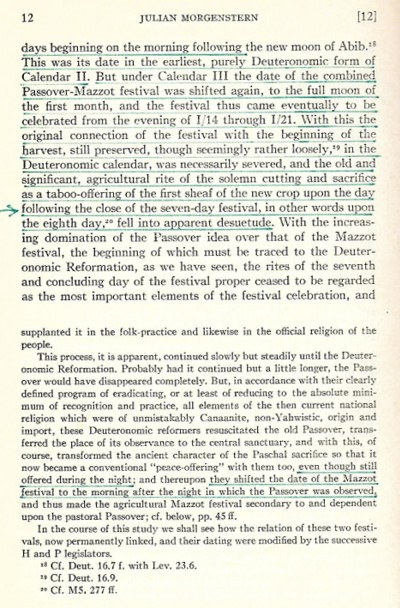 12 JULIAN MORGENSTERN [12]
days beginning on the morning following the new moon of Abib.¹⁸
This was its date in the earliest, purely Deuteronomic form of
Calendar II. But under Calendar III the date of the combined
Passover-Mazzot festival was shifted again, to the full moon of
the first month, and the festival thus came eventually to be
celebrated from the evening of I/14 through I/21. With this the
original connection of the festival with the beginning of the
harvest, still preserved, though seemingly rather loosely,¹⁹ in the
Deuteronomic calendar, was necessarily severed, and the old and
significant, agricultural rite of the solemn cutting and sacrifice
as a taboo-offering of the first sheaf of the new crop upon the day
following the close of the seven-day festival, in other words upon
the eighth day,²⁰ fell into apparent desuetude. With the increas-
ing domination of the Passover idea over that of the Mazzot
festival, the beginning of which must be traced to the Deuter-
onomic Reformation, as we have seen, the rites of the seventh
and concluding day of the festival proper ceased to be regarded
as the most important elements of the festival celebration, and
supplanted it in the folk-practice and likewise in the official religion of the
people.
This process, it is apparent, continued slowly but steadily until the Deuter-
onomic Reformation. Probably had it continued but a little longer, the Pass-
over would have disappeared completely. But, in accordance with their clearly
defined program of eradicating, or at least of reducing to the absolute mini-
mum of recognition and practice, all elements of the then current national
religion which were of unmistakably Canaanite, non-Yahwistic, origin and
import, these Deuteronomic reformers resuscitated the old Passover, trans-
ferred the place of its observance to the central sanctuary, and with this, of
course, transformed the ancient character of the Paschal sacrifice so that it
now became a conventional "peace-offering" with them too, even though still
offered during the night; and thereupon they shifted the date of the Mazzot
festival to the morning after the night in which the Passover was observed,
and thus made the agricultural Mazzot festival secondary to and dependent
upon the pastoral Passover; cf. below, pp. 45 ff.
In the course of this study we shall see how the relation of these two festi-
vals, now permanently linked, and their dating were modified by the successive
H and P legislators.
¹⁸ Cf. Deut. 16.7 f. with Lev. 23.6.
¹⁹ Cf. Deut. 16.9.
²⁰ Cf. M5. 277 ff.